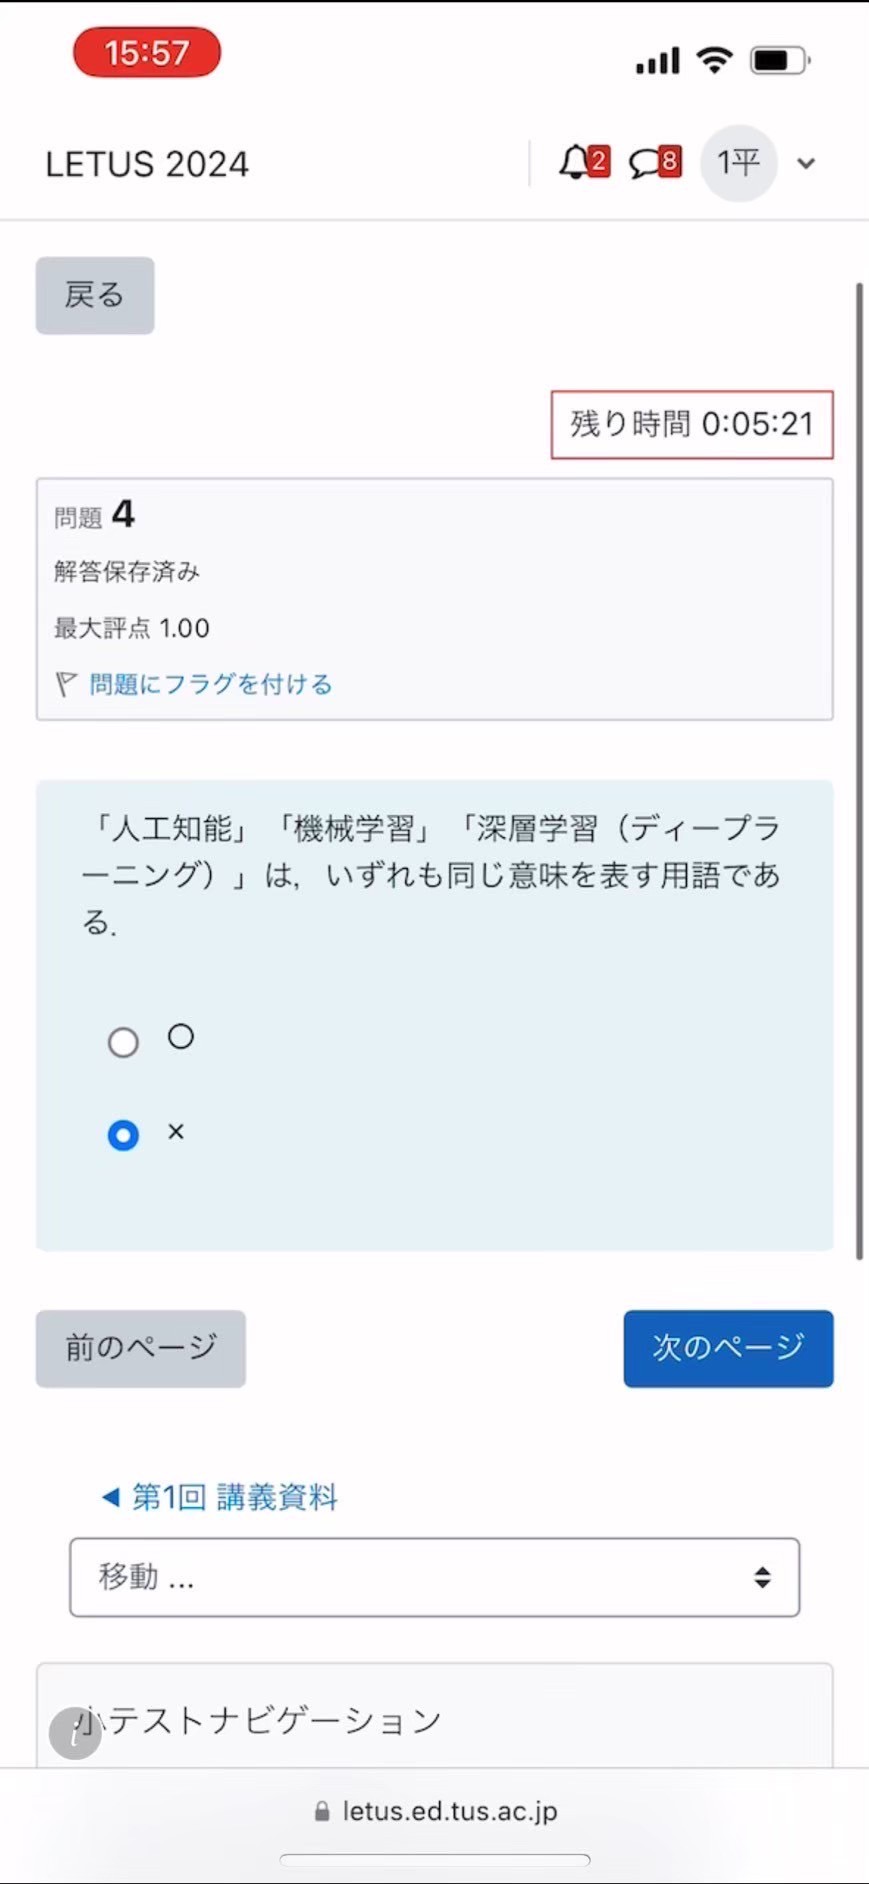 15:57
LETUS 2024
2
8
1平
戻る
残り時間 0:05:21
問題 4
解答保存済み
最大評点 1.00
問題にフラグを付ける
「人工知能」「機械学習」「深層学習（ディープラ
ーニング）」は，いずれも同じ意味を表す用語であ
る．
○
×
前のページ
次のページ
◀ 第1回 講義資料
移動 ...
小テストナビゲーション
i
letus.ed.tus.ac.jp